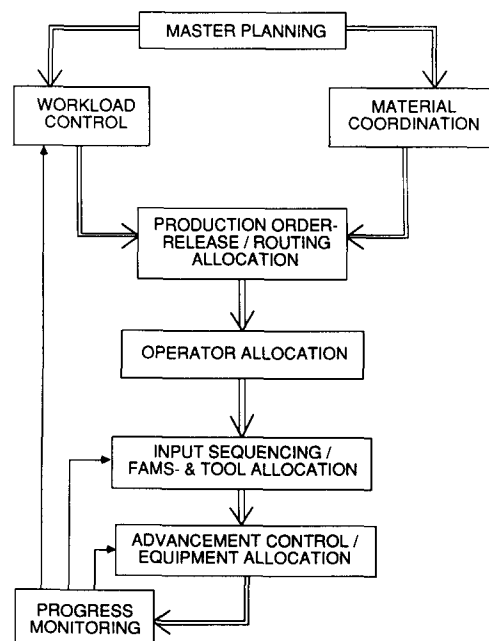 MASTER PLANNING
WORKLOAD
CONTROL
MATERIAL
COORDINATION
PRODUCTION ORDER-
RELEASE / ROUTING
ALLOCATION
OPERATOR ALLOCATION
INPUT SEQUENCING /
FAMS- & TOOL ALLOCATION
ADVANCEMENT CONTROL /
EQUIPMENT ALLOCATION
PROGRESS
MONITORING